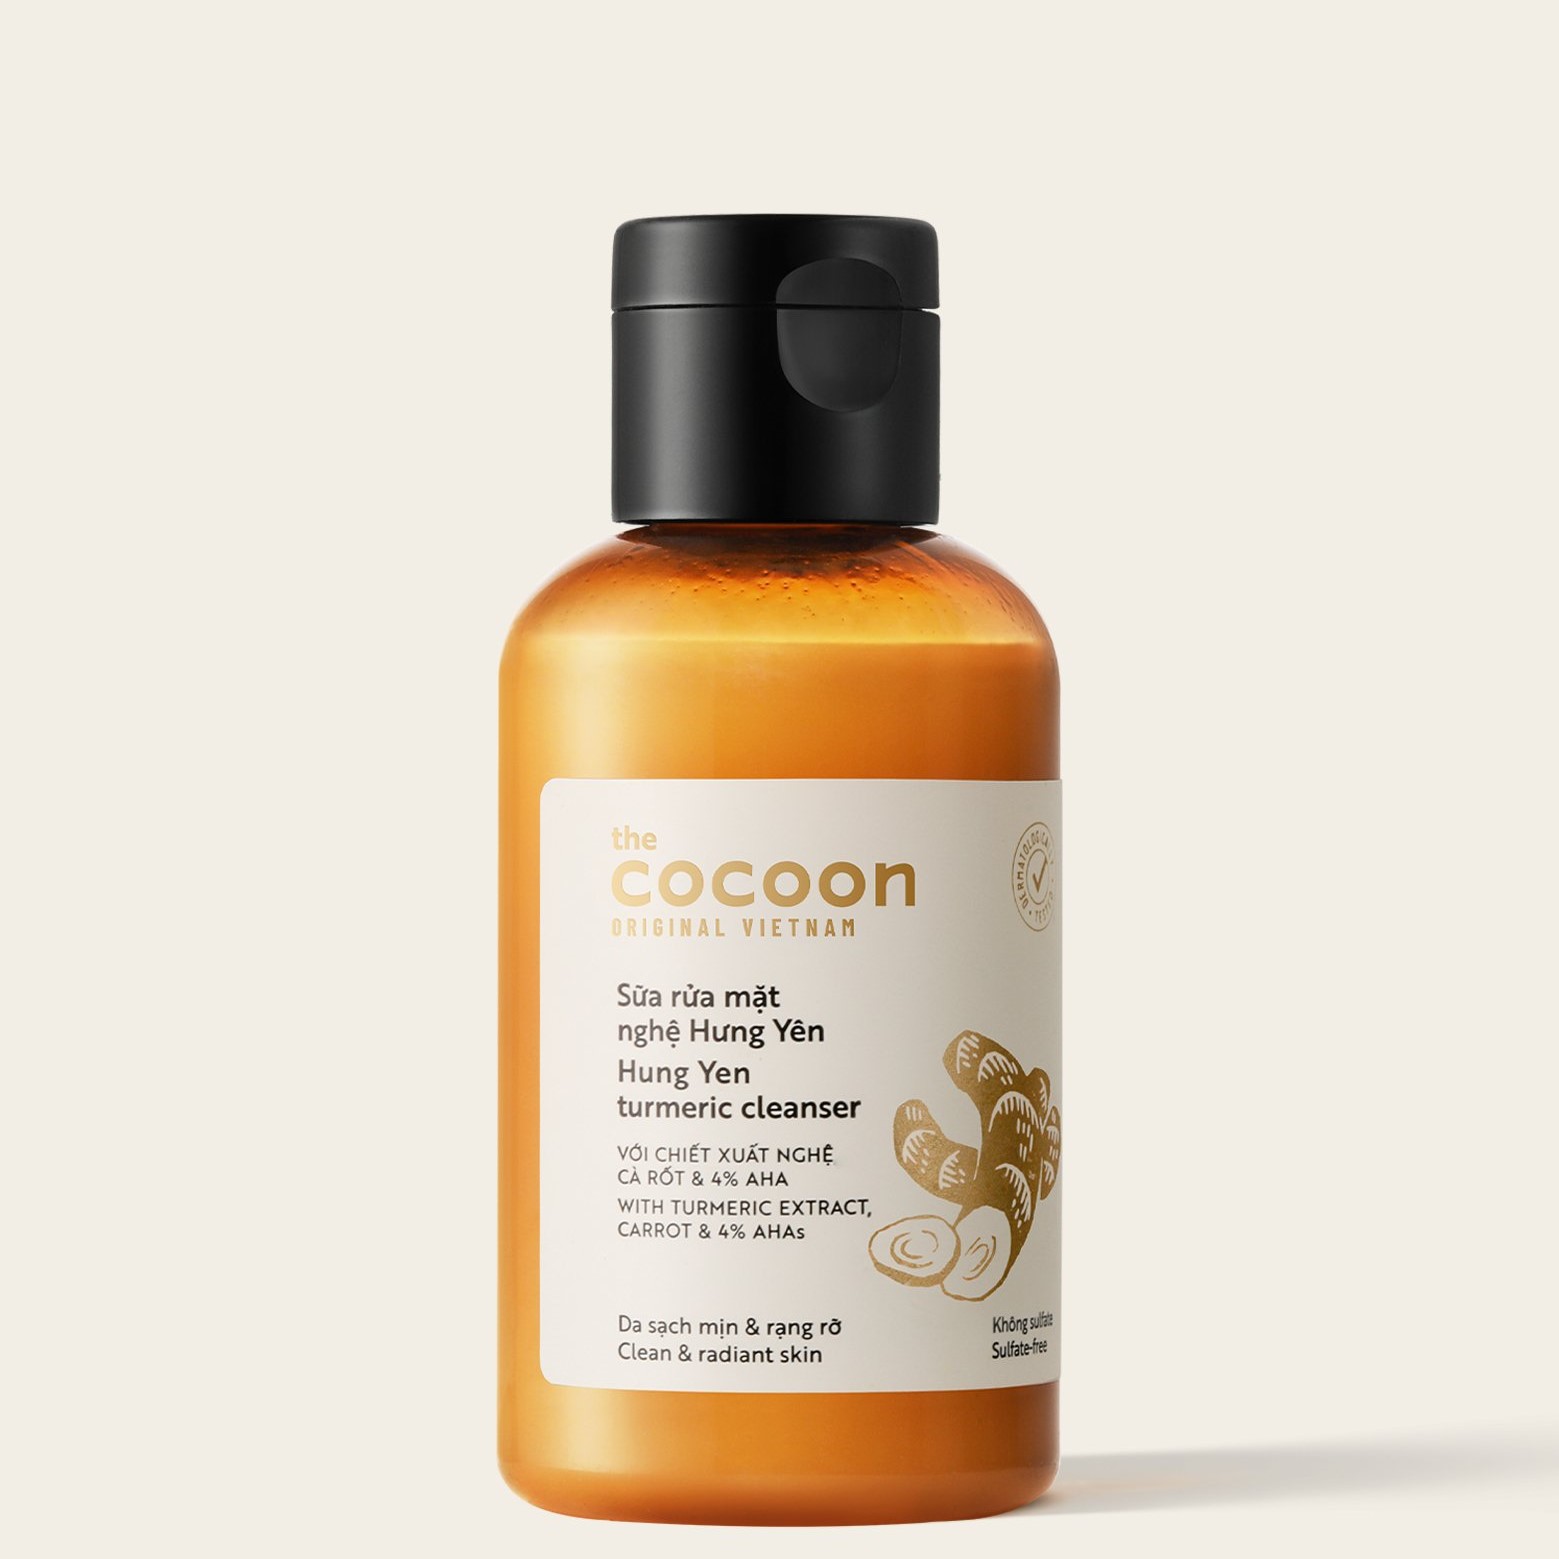 the
cocoon
ORIGINAL VIETNAM
DERMATOLOGICALLY TESTED
Sữa rửa mặt
nghệ Hưng Yên
Hung Yen
turmeric cleanser
VỚI CHIẾT XUẤT NGHỆ
CÀ RỐT & 4% AHA
WITH TURMERIC EXTRACT,
CARROT & 4% AHAs
Da sạch mịn & rạng rỡ
Clean & radiant skin
Không sulfate
Sulfate-free